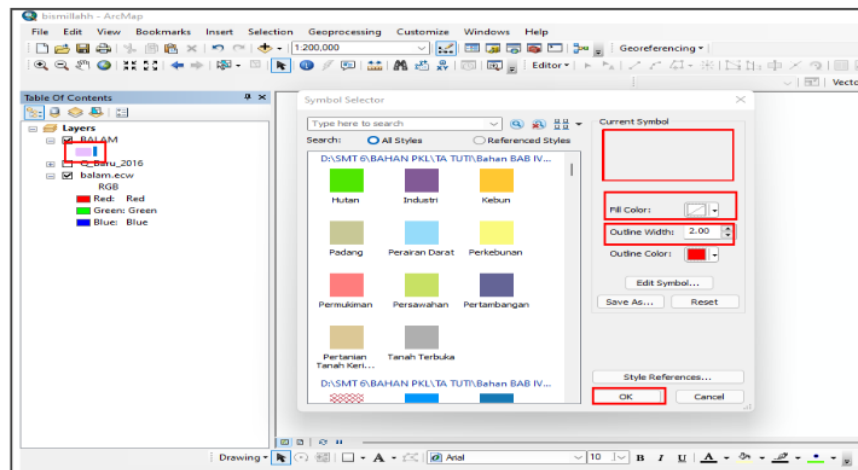 bismillahh - ArcMap
File Edit View Bookmarks Insert Selection Geoprocessing Customize Windows Help
1:200,000 Georeferencing
Editor
Vecto
Table Of Contents
Layers
BALAM
Q_Baru_2016
balam.ecw
RGB
Red: Red
Green: Green
Blue: Blue
Symbol Selector
Type here to search
Search: All Styles Referenced Styles
D:\SMT 6\BAHAN PKL\TA TUTI\Bahan BAB IV...
Hutan Industri Kebun
Padang Perairan Darat Perkebunan
Permukiman Persawahan Pertambangan
Pertanian Tanah Keri... Tanah Terbuka
D:\SMT 6\BAHAN PKL\TA TUTI\Bahan BAB IV...
Current Symbol
Fill Color:
Outline Width: 2.00
Outline Color:
Edit Symbol...
Save As... Reset
Style References...
OK Cancel
Drawing A Arial 10 B I U A